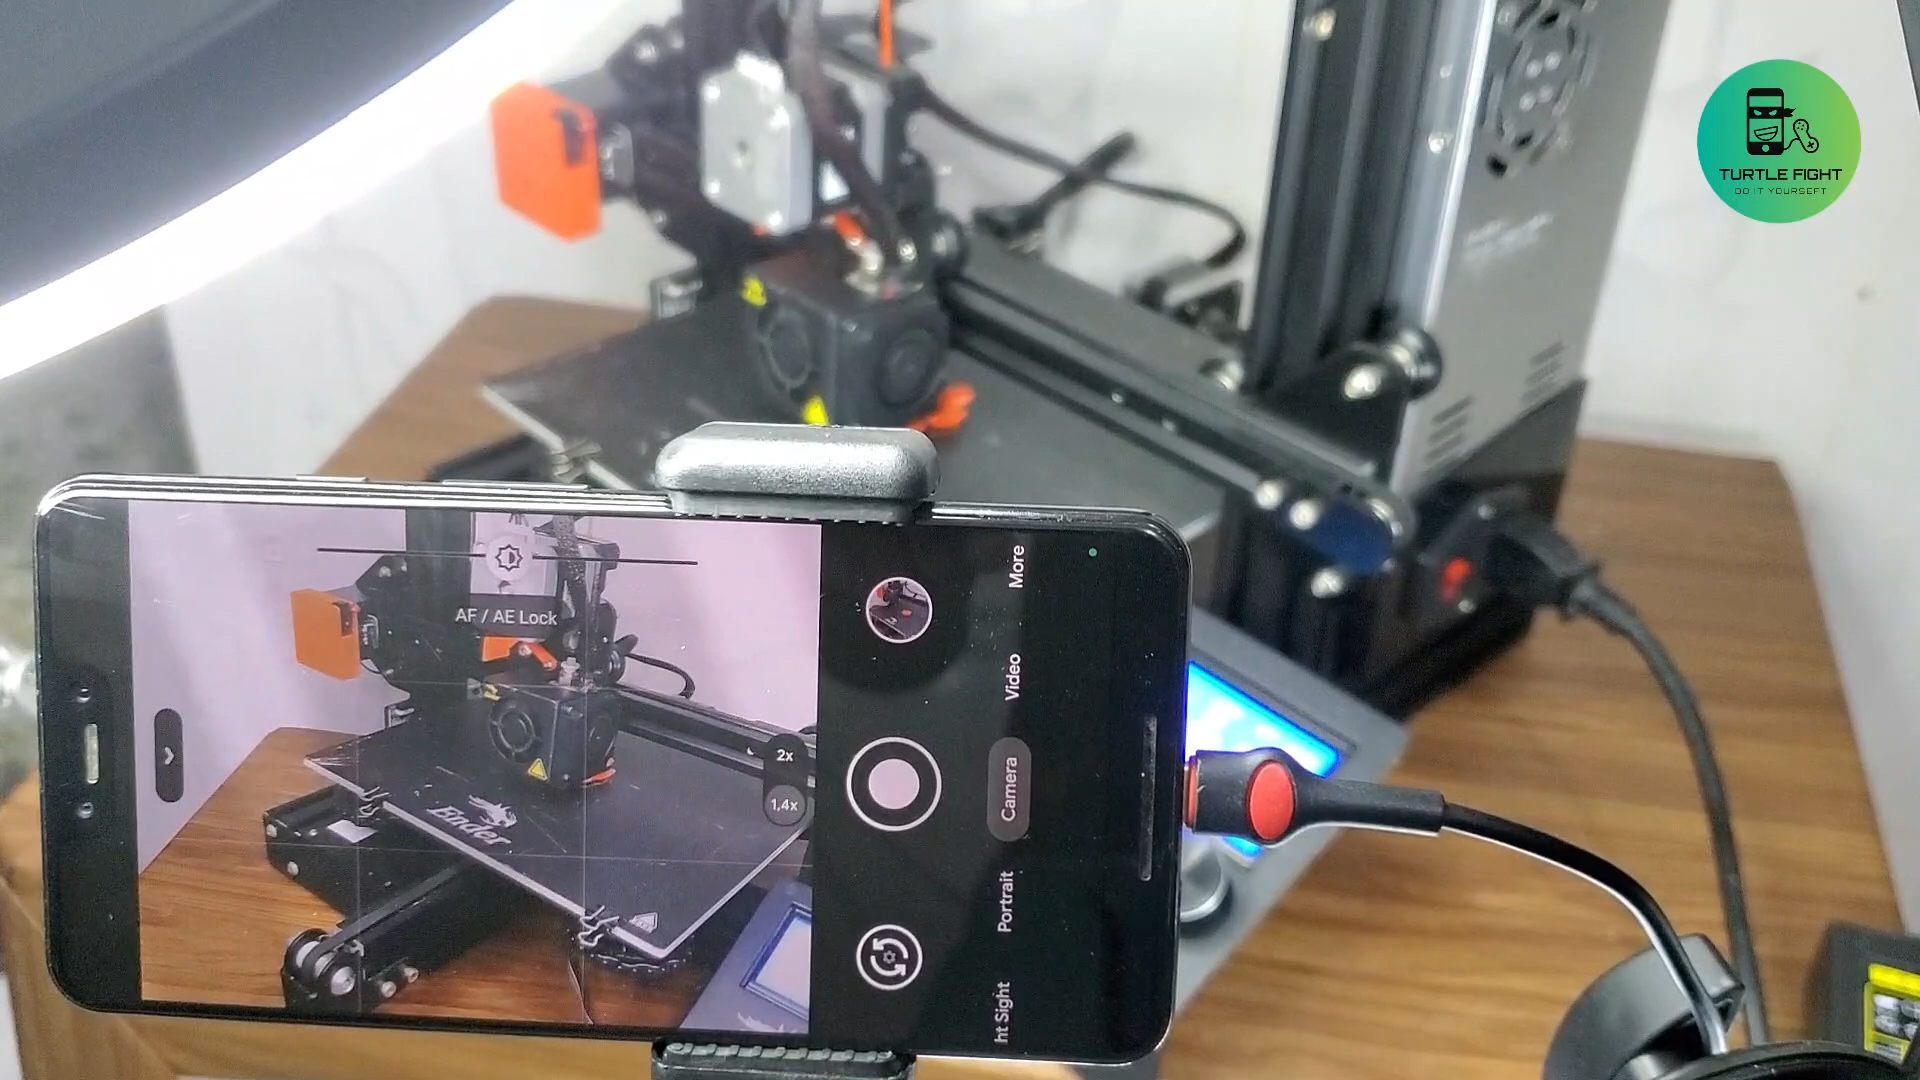 TURTLE FIGHT
DO IT YOURSEFT
AF / AE Lock
2x
1,4x
Ender
More
Video
Camera
Portrait
ht Sight